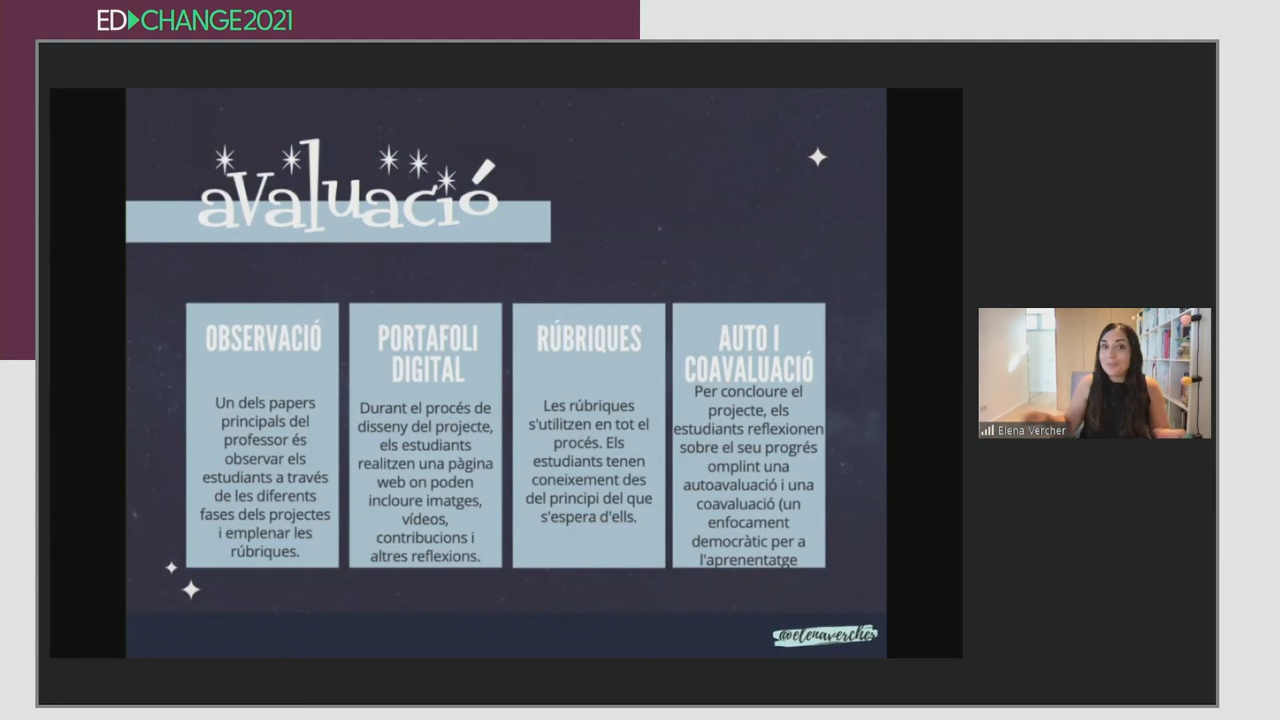 ED CHANGE2021
avaluació
OBSERVACIÓ
Un dels papers
principals del
professor és
observar els
estudiants a través
de les diferents
fases dels projectes
i emplenar les
rúbriques.
PORTAFOLI
DIGITAL
Durant el procés de
disseny del projecte,
els estudiants
realitzen una pàgina
web on poden
incloure imatges,
vídeos,
contribucions i
altres reflexions.
RÚBRIQUES
Les rúbriques
s'utilitzen en tot el
procés. Els
estudiants tenen
coneixement des
del principi del que
s'espera d'ells.
AUTO I
COAVALUACIÓ
Per concloure el
projecte, els
estudiants reflexionen
sobre el seu progrés
omplint una
autoavaluació i una
coavaluació (un
enfocament
democràtic per a
l'aprenentatge
@elenavercher
Elena Vercher